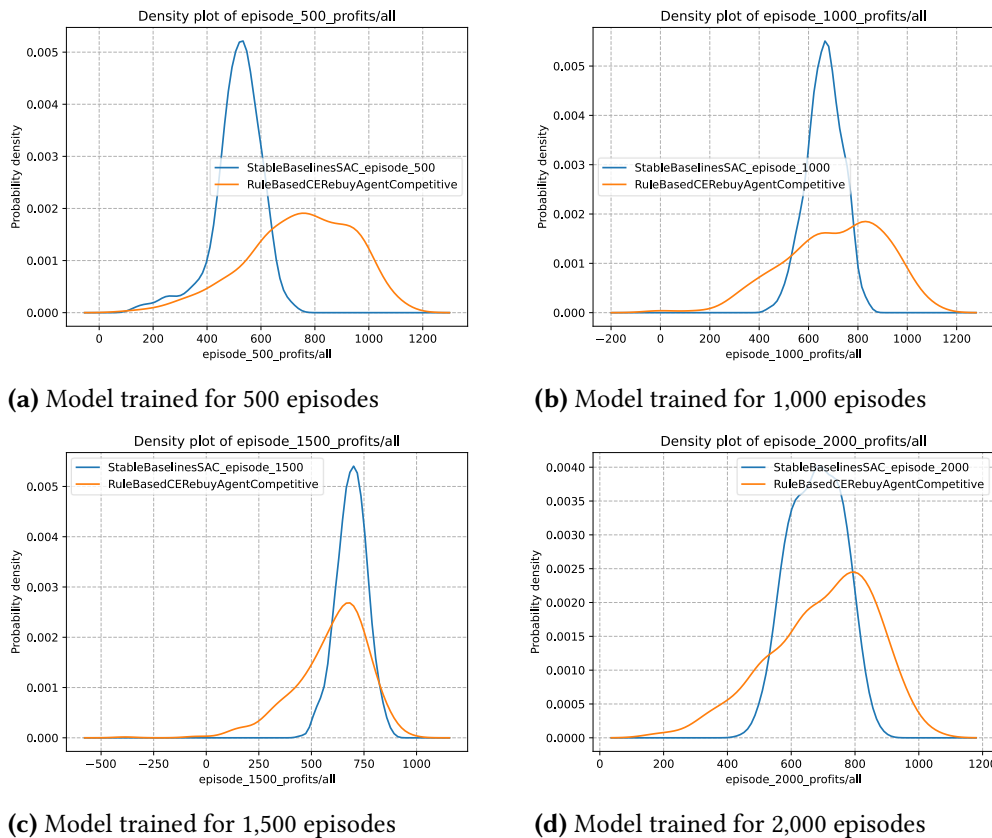 Density plot of episode_500_profits/all
0.005
0.004
0.003
0.002
0.001
0.000
Probability density
StableBaselinesSAC_episode_500
RuleBasedCERebuyAgentCompetitive
0 200 400 600 800 1000 1200
episode_500_profits/all
(a) Model trained for 500 episodes
Density plot of episode_1000_profits/all
0.005
0.004
0.003
0.002
0.001
0.000
Probability density
StableBaselinesSAC_episode_1000
RuleBasedCERebuyAgentCompetitive
−200 0 200 400 600 800 1000 1200
episode_1000_profits/all
(b) Model trained for 1,000 episodes
Density plot of episode_1500_profits/all
0.005
0.004
0.003
0.002
0.001
0.000
Probability density
StableBaselinesSAC_episode_1500
RuleBasedCERebuyAgentCompetitive
−500 −250 0 250 500 750 1000
episode_1500_profits/all
(c) Model trained for 1,500 episodes
Density plot of episode_2000_profits/all
0.0040
0.0035
0.0030
0.0025
0.0020
0.0015
0.0010
0.0005
0.0000
Probability density
StableBaselinesSAC_episode_2000
RuleBasedCERebuyAgentCompetitive
0 200 400 600 800 1000 1200
episode_2000_profits/all
(d) Model trained for 2,000 episodes